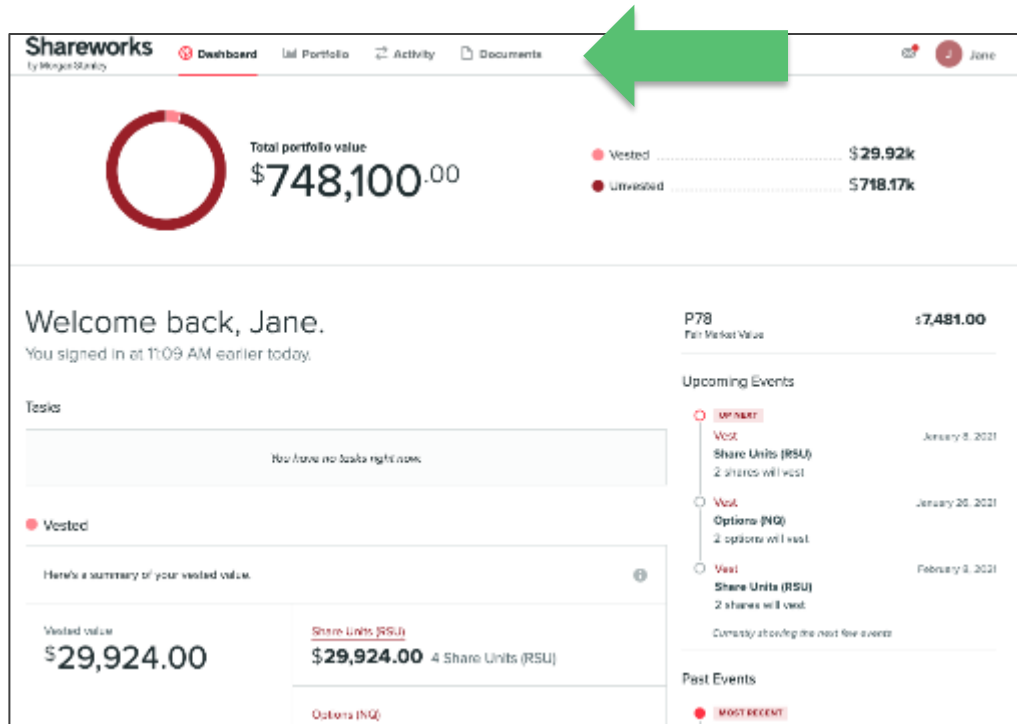 Shareworks
by Morgan Stanley
Dashboard
Portfolio
Activity
Documents
J
Jane
Total portfolio value
$748,100.00
Vested $29.92k
Unvested $718.17k
Welcome back, Jane.
You signed in at 11:09 AM earlier today.
Tasks
You have no tasks right now.
Vested
Here's a summary of your vested value.
Vested value
$29,924.00
Share Units (RSU)
$29,924.00 4 Share Units (RSU)
Options (NQ)
P78 $7,481.00
Fair Market Value
Upcoming Events
UP NEXT
Vest January 8, 2021
Share Units (RSU)
2 shares will vest
Vest January 26, 2021
Options (NQ)
2 options will vest
Vest February 8, 2021
Share Units (RSU)
2 shares will vest
Currently showing the next few events
Past Events
MOST RECENT